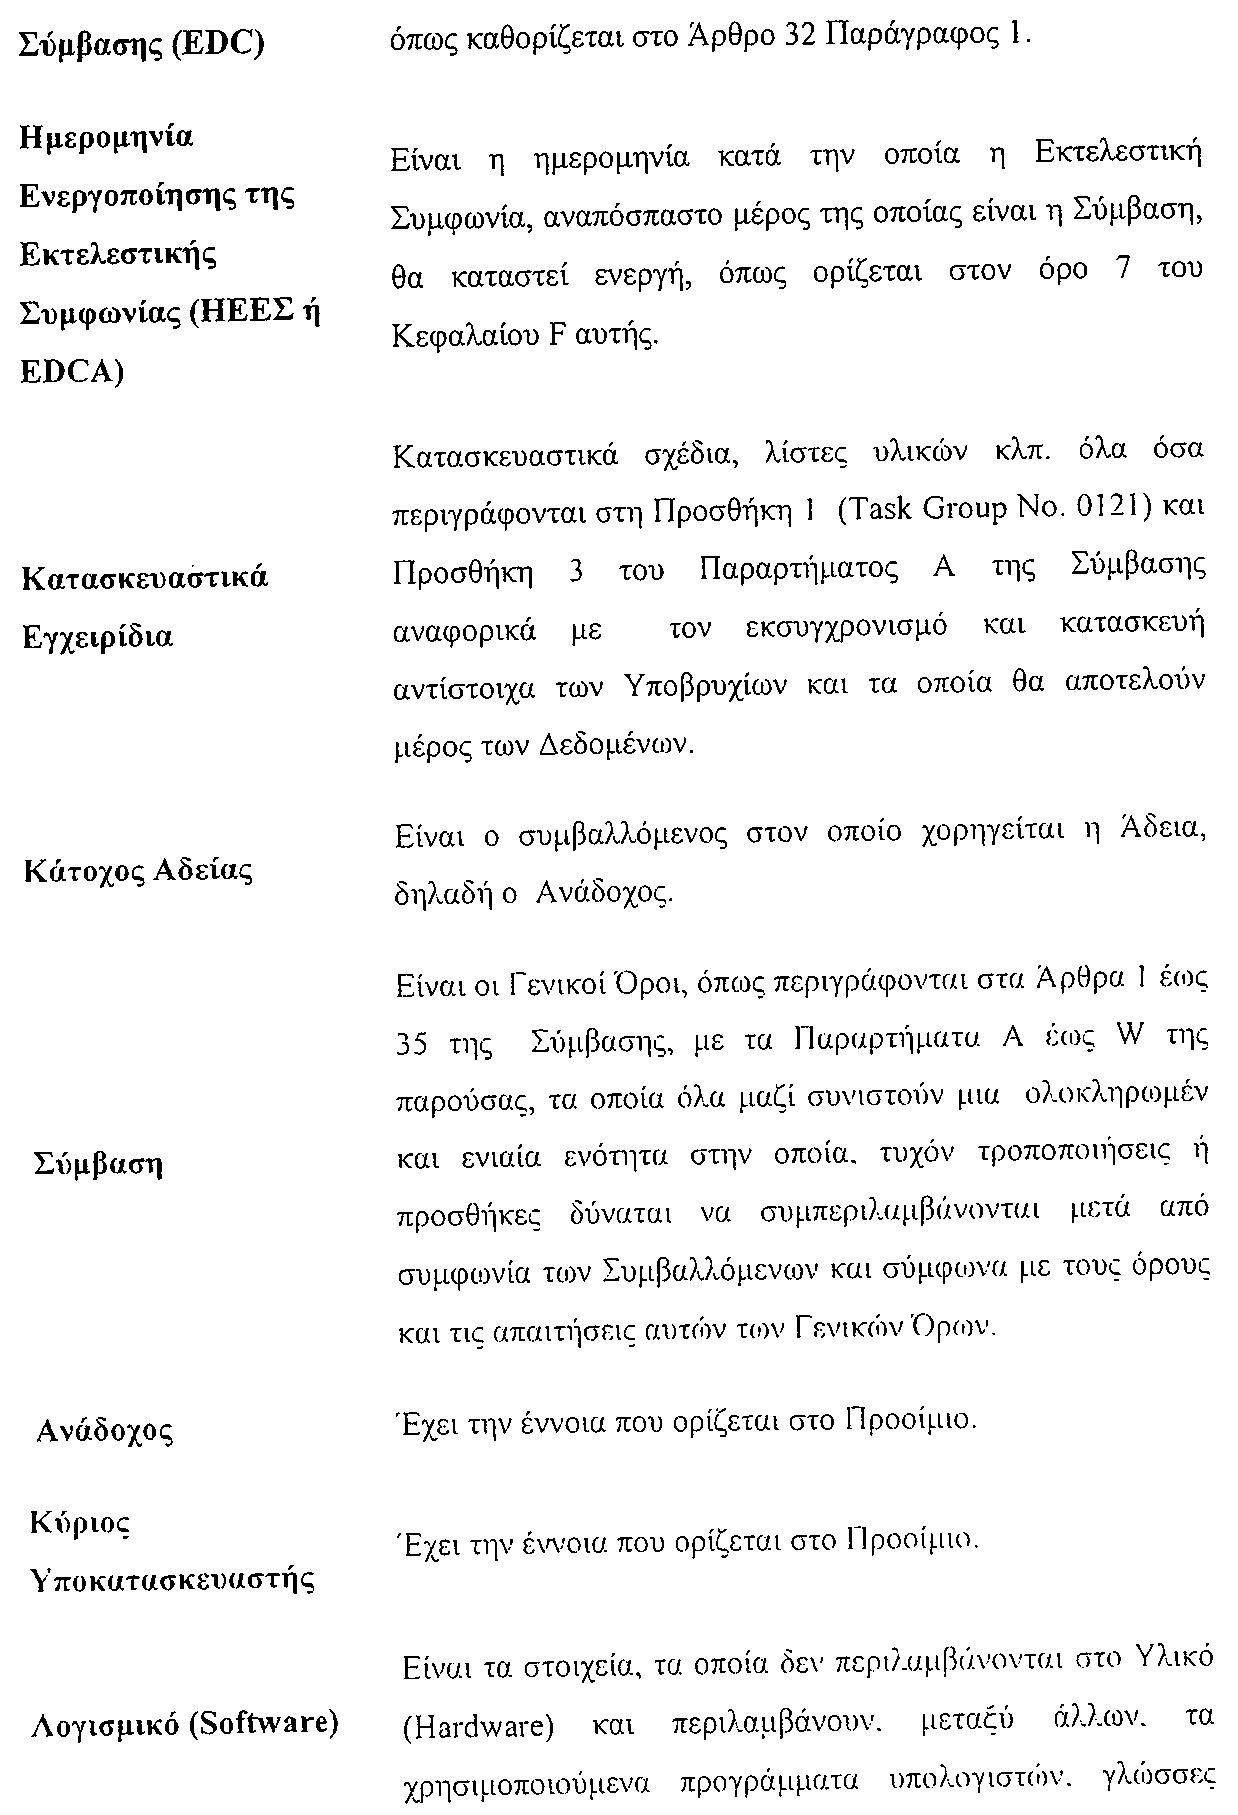 Σύμβασης (EDC)
όπως καθορίζεται στο Άρθρο 32 Παράγραφος 1.
Ημερομηνία
Ενεργοποίησης της
Εκτελεστικής
Συμφωνίας (ΗΕΕΣ ή
EDCA)
Είναι η ημερομηνία κατά την οποία η Εκτελεστική
Συμφωνία, αναπόσπαστο μέρος της οποίας είναι η Σύμβαση,
θα καταστεί ενεργή, όπως ορίζεται στον όρο 7 του
Κεφαλαίου F αυτής.
Κατασκευαστικά
Εγχειρίδια
Κατασκευαστικά σχέδια, λίστες υλικών κλπ. όλα όσα
περιγράφονται στη Προσθήκη 1 (Task Group No. 0121) και
Προσθήκη 3 του Παραρτήματος Α της Σύμβασης
αναφορικά με τον εκσυγχρονισμό και κατασκευή
αντίστοιχα των Υποβρυχίων και τα οποία θα αποτελούν
μέρος των Δεδομένων.
Κάτοχος Αδείας
Είναι ο συμβαλλόμενος στον οποίο χορηγείται η Άδεια,
δηλαδή ο Ανάδοχος.
Σύμβαση
Είναι οι Γενικοί Όροι, όπως περιγράφονται στα Άρθρα 1 έως
35 της Σύμβασης, με τα Παραρτήματα Α έως W της
παρούσας, τα οποία όλα μαζί συνιστούν μια ολοκληρωμέν
και ενιαία ενότητα στην οποία. τυχόν τροποποιήσεις ή
προσθήκες δύναται να συμπεριλαμβάνονται μετά από
συμφωνία των Συμβαλλόμενων και σύμφωνα με τους όρους
και τις απαιτήσεις αυτών των Γενικών Όρων.
Ανάδοχος
Έχει την έννοια που ορίζεται στο Προοίμιο.
Κύριος
Υποκατασκευαστής
Έχει την έννοια που ορίζεται στο Προοίμιο.
Λογισμικό (Software)
Είναι τα στοιχεία, τα οποία δεν περιλαμβάνονται στο Υλικό
(Hardware) και περιλαμβάνουν. μεταξύ άλλων. τα
χρησιμοποιούμενα προγράμματα υπολογιστών. γλώσσες